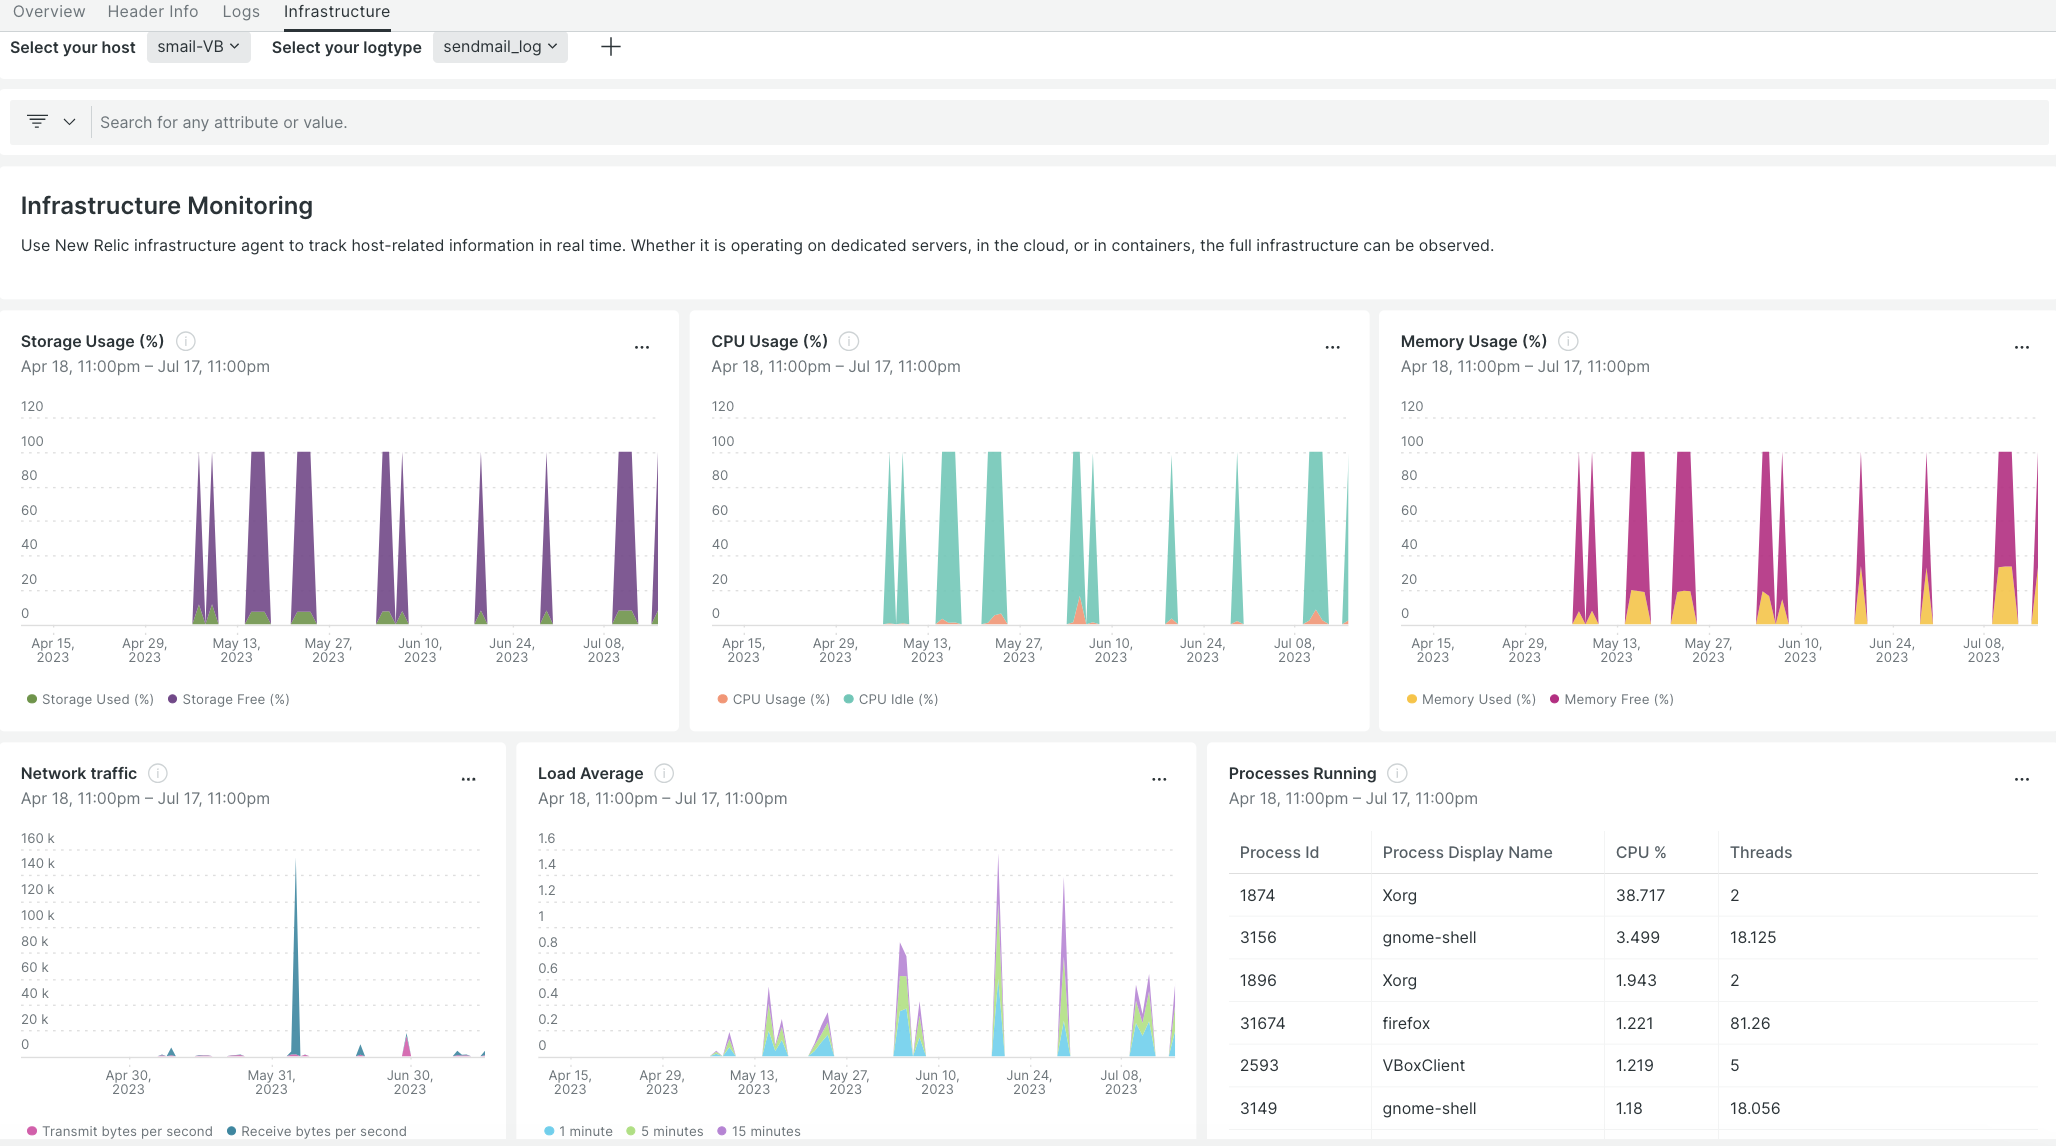 Overview Header Info Logs Infrastructure
Select your host smail-VB Select your logtype sendmail_log
Search for any attribute or value.
Infrastructure Monitoring
Use New Relic infrastructure agent to track host-related information in real time. Whether it is operating on dedicated servers, in the cloud, or in containers, the full infrastructure can be observed.
Storage Usage (%)
Apr 18, 11:00pm – Jul 17, 11:00pm
120
100
80
60
40
20
0
Apr 15, Apr 29, May 13, May 27, Jun 10, Jun 24, Jul 08,
2023 2023 2023 2023 2023 2023 2023
Storage Used (%) Storage Free (%)
CPU Usage (%)
Apr 18, 11:00pm – Jul 17, 11:00pm
120
100
80
60
40
20
0
Apr 15, Apr 29, May 13, May 27, Jun 10, Jun 24, Jul 08,
2023 2023 2023 2023 2023 2023 2023
CPU Usage (%) CPU Idle (%)
Memory Usage (%)
Apr 18, 11:00pm – Jul 17, 11:00pm
120
100
80
60
40
20
0
Apr 15, Apr 29, May 13, May 27, Jun 10, Jun 24, Jul 08,
2023 2023 2023 2023 2023 2023 2023
Memory Used (%) Memory Free (%)
Network traffic
Apr 18, 11:00pm – Jul 17, 11:00pm
160 k
140 k
120 k
100 k
80 k
60 k
40 k
20 k
0
Apr 30, May 31, Jun 30,
2023 2023 2023
Transmit bytes per second Receive bytes per second
Load Average
Apr 18, 11:00pm – Jul 17, 11:00pm
1.6
1.4
1.2
1
0.8
0.6
0.4
0.2
0
Apr 15, Apr 29, May 13, May 27, Jun 10, Jun 24, Jul 08,
2023 2023 2023 2023 2023 2023 2023
1 minute 5 minutes 15 minutes
Processes Running
Apr 18, 11:00pm – Jul 17, 11:00pm
Process Id Process Display Name CPU % Threads
1874 Xorg 38.717 2
3156 gnome-shell 3.499 18.125
1896 Xorg 1.943 2
31674 firefox 1.221 81.26
2593 VBoxClient 1.219 5
3149 gnome-shell 1.18 18.056